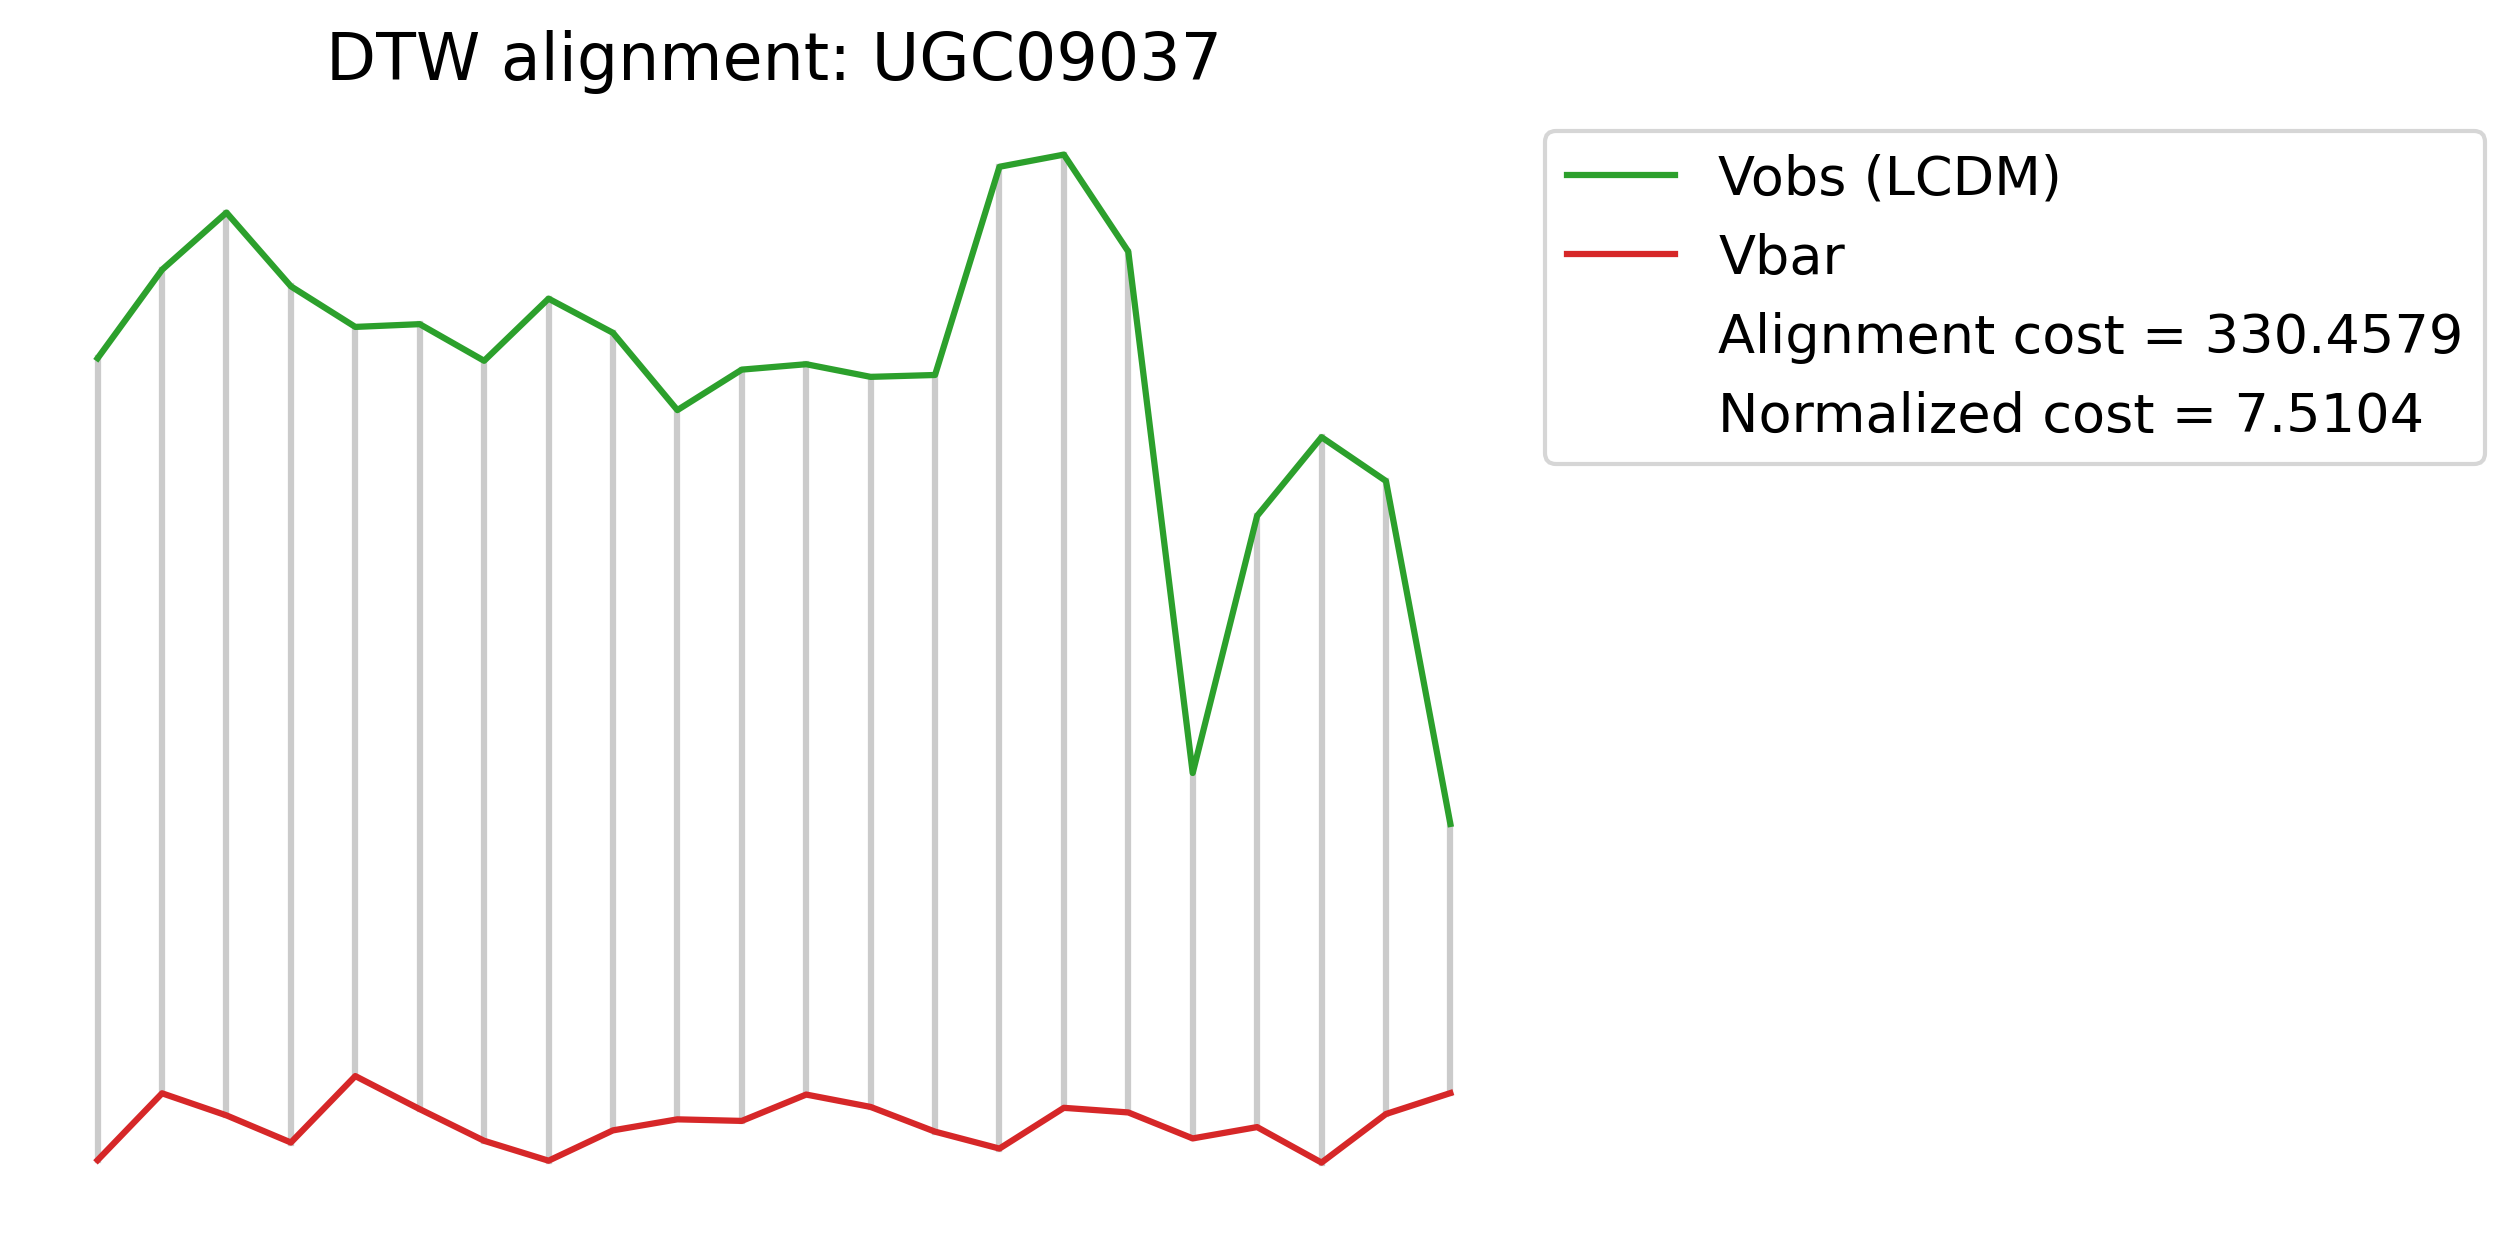 DTW alignment: UGC09037
Vobs (LCDM)
Vbar
Alignment cost = 330.4579
Normalized cost = 7.5104